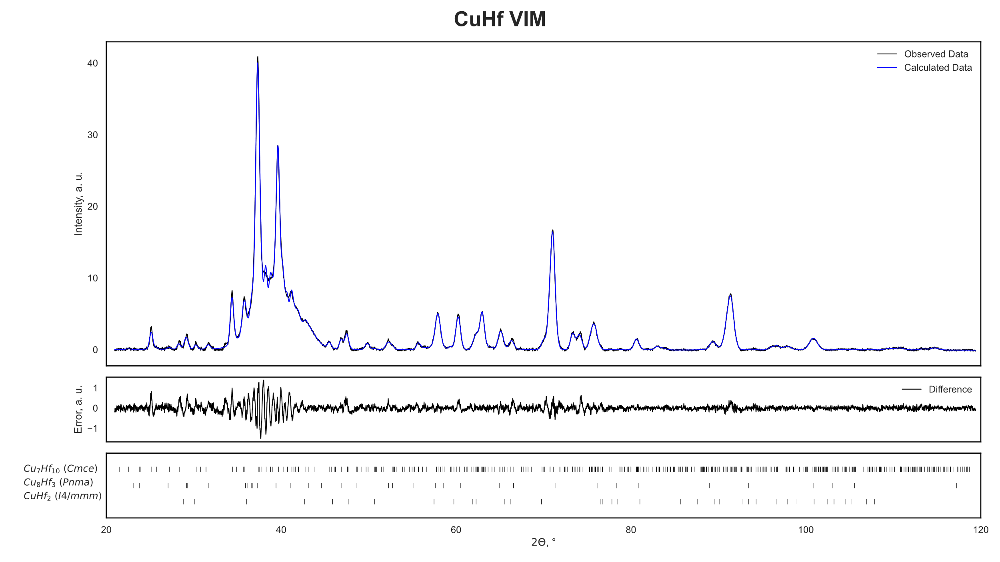 CuHf VIM
Observed Data
Calculated Data
40
30
20
10
0
Intensity, a. u.
Difference
1
0
−1
Error, a. u.
Cu₇Hf₁₀ (Cmce)
Cu₈Hf₃ (Pnma)
CuHf₂ (I4/mmm)
20 40 60 80 100 120
2Θ, °